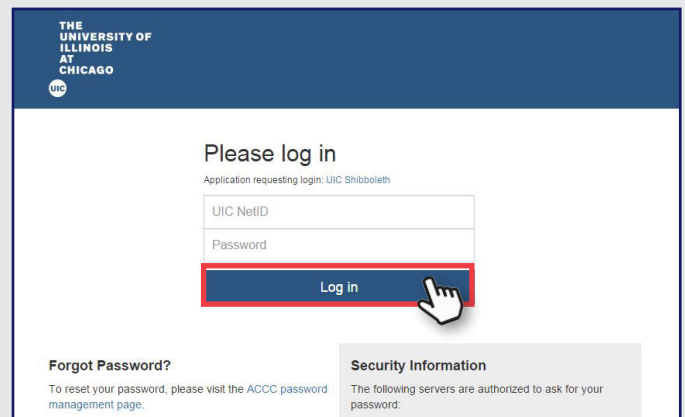 THE
UNIVERSITY OF
ILLINOIS
AT
CHICAGO
UIC
Please log in
Application requesting login: UIC Shibboleth
UIC NetID
Password
Log in
Forgot Password?
To reset your password, please visit the ACCC password
management page.
Security Information
The following servers are authorized to ask for your
password: